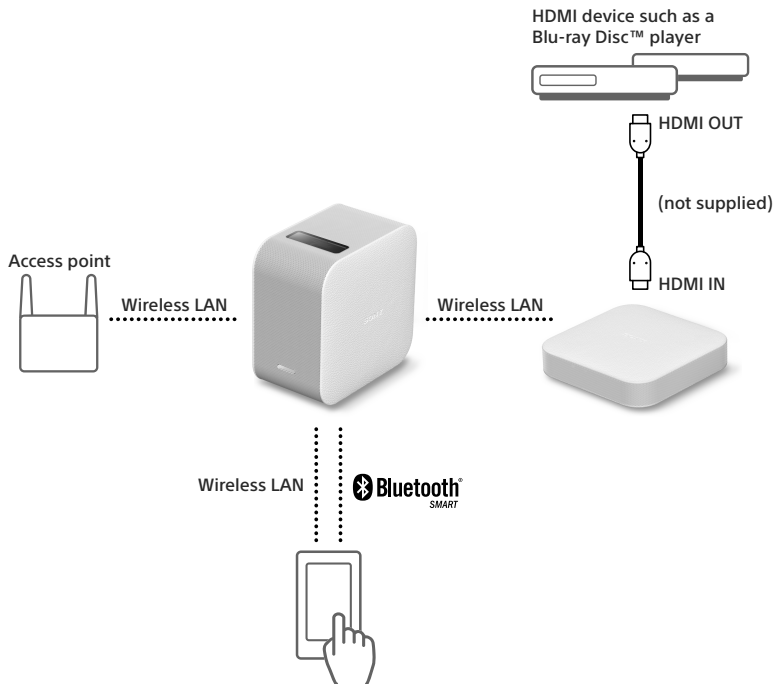 HDMI device such as a
Blu-ray Disc™ player
HDMI OUT
(not supplied)
HDMI IN
Access point
Wireless LAN
Wireless LAN
SONY
Wireless LAN
Bluetooth®
SMART